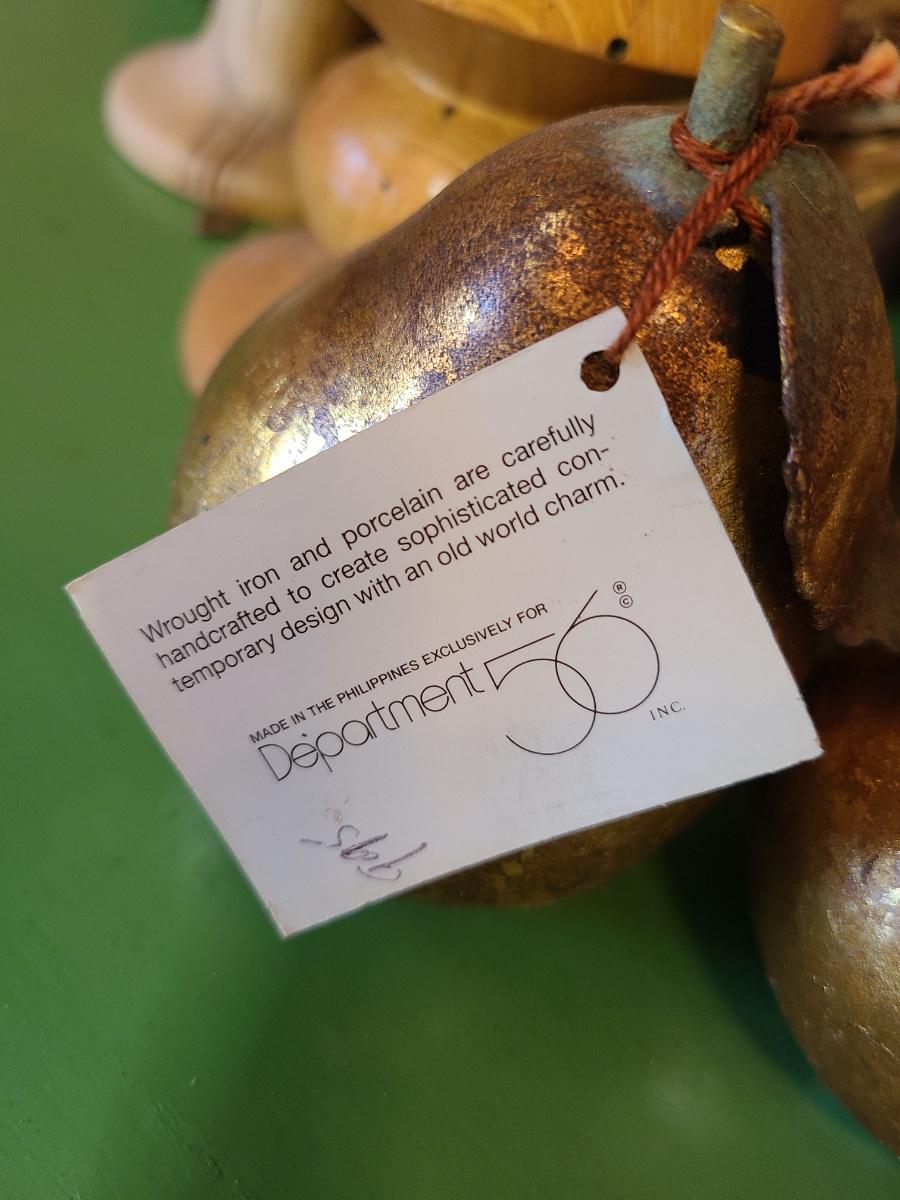 Wrought iron and porcelain are carefully
handcrafted to create sophisticated con-
temporary design with an old world charm.
MADE IN THE PHILIPPINES EXCLUSIVELY FOR
Department 56 ® ©
INC.